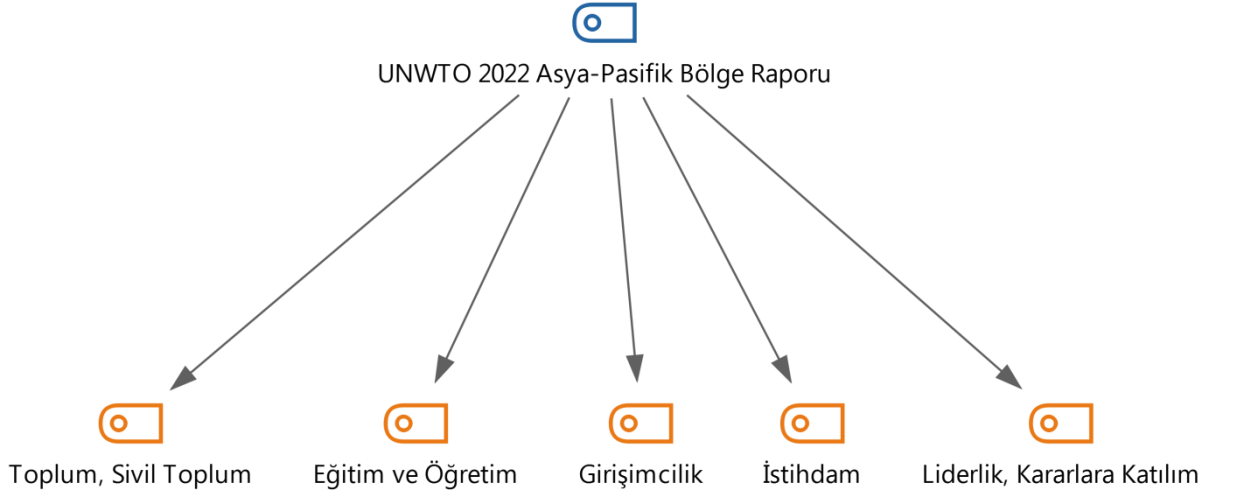 UNWTO 2022 Asya-Pasifik Bölge Raporu
Toplum, Sivil Toplum
Eğitim ve Öğretim
Girişimcilik
İstihdam
Liderlik, Kararlara Katılım